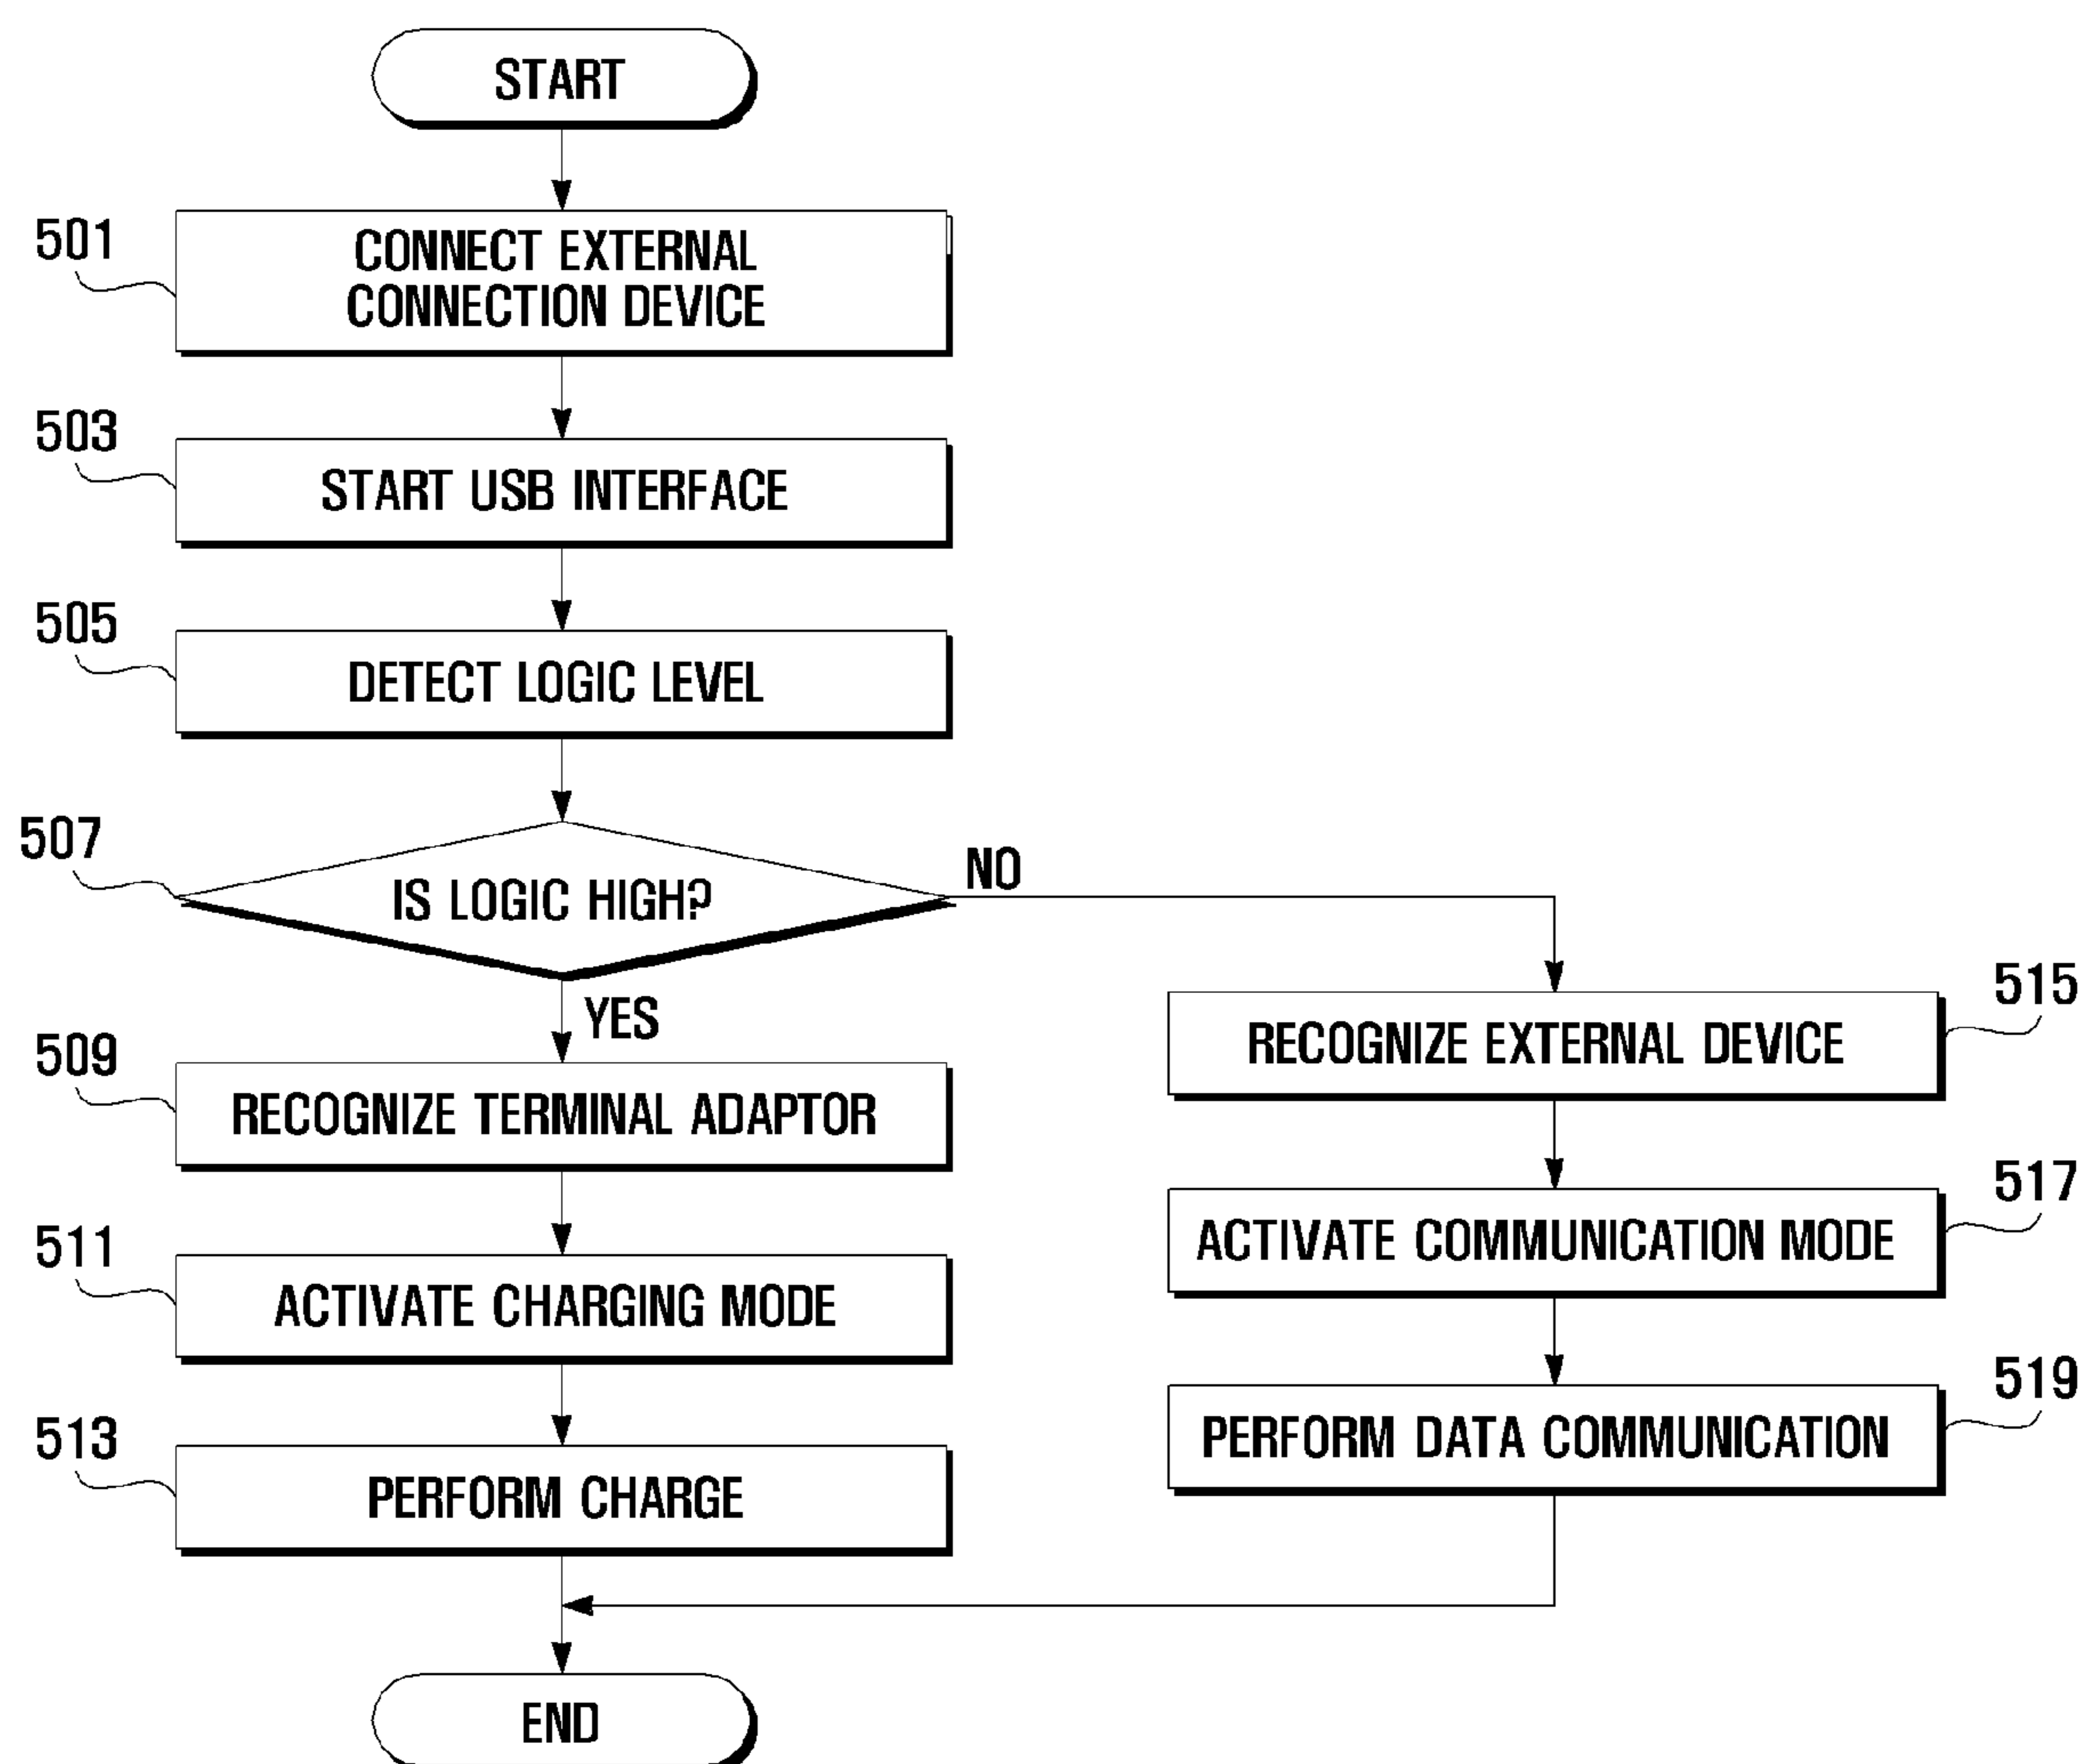 START
501
CONNECT EXTERNAL
CONNECTION DEVICE
503
START USB INTERFACE
505
DETECT LOGIC LEVEL
507
IS LOGIC HIGH?
NO
YES
509
RECOGNIZE TERMINAL ADAPTOR
511
ACTIVATE CHARGING MODE
513
PERFORM CHARGE
515
RECOGNIZE EXTERNAL DEVICE
517
ACTIVATE COMMUNICATION MODE
519
PERFORM DATA COMMUNICATION
END